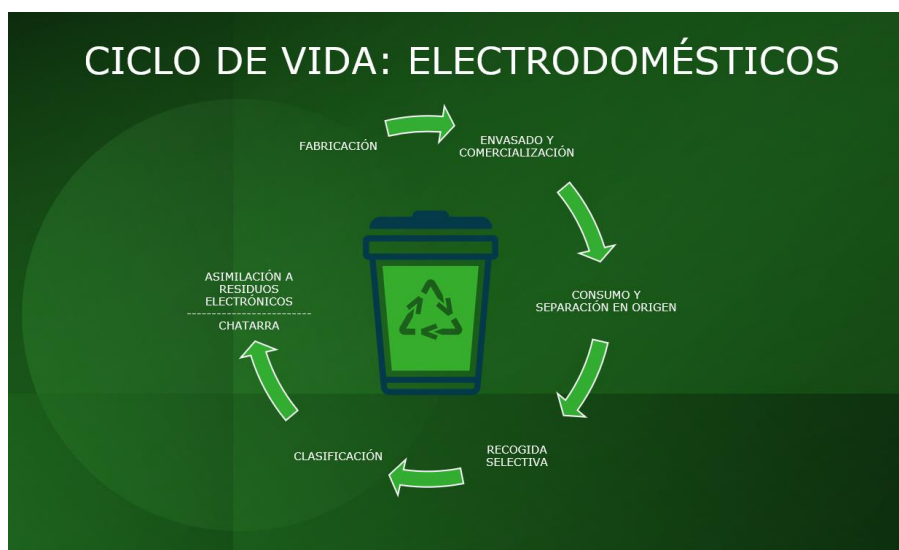 CICLO DE VIDA: ELECTRODOMÉSTICOS
FABRICACIÓN
ENVASADO Y
COMERCIALIZACIÓN
CONSUMO Y
SEPARACIÓN EN ORIGEN
RECOGIDA
SELECTIVA
CLASIFICACIÓN
ASIMILACIÓN A
RESIDUOS
ELECTRÓNICOS
CHATARRA